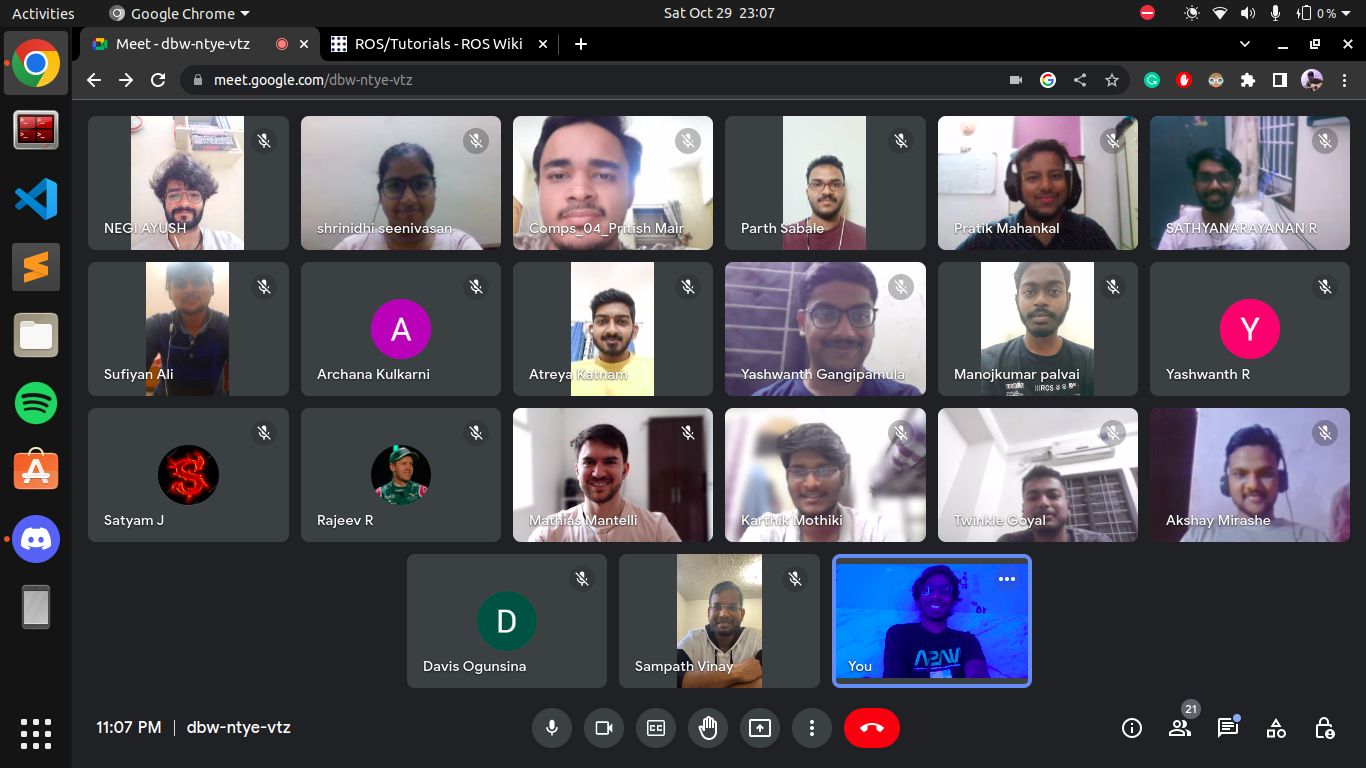 Activities
Google Chrome
Sat Oct 29 23:07
0 %
Meet - dbw-ntye-vtz
ROS/Tutorials - ROS Wiki
meet.google.com/dbw-ntye-vtz
NEGI AYUSH
shrinidhi seenivasan
Comps_04_Pritish Mair
Parth Sabale
Pratik Mahankal
SATHYANARAYANAN R
Sufiyan Ali
A
Archana Kulkarni
Atreya Katnam
Yashwanth Gangipamula
Manojkumar palvai
Y
Yashwanth R
Satyam J
Rajeev R
Mathias Mantelli
Karthik Mothiki
Twinkle Goyal
Akshay Mirashe
D
Davis Ogunsina
Sampath Vinay
You
11:07 PM
dbw-ntye-vtz
CC
21